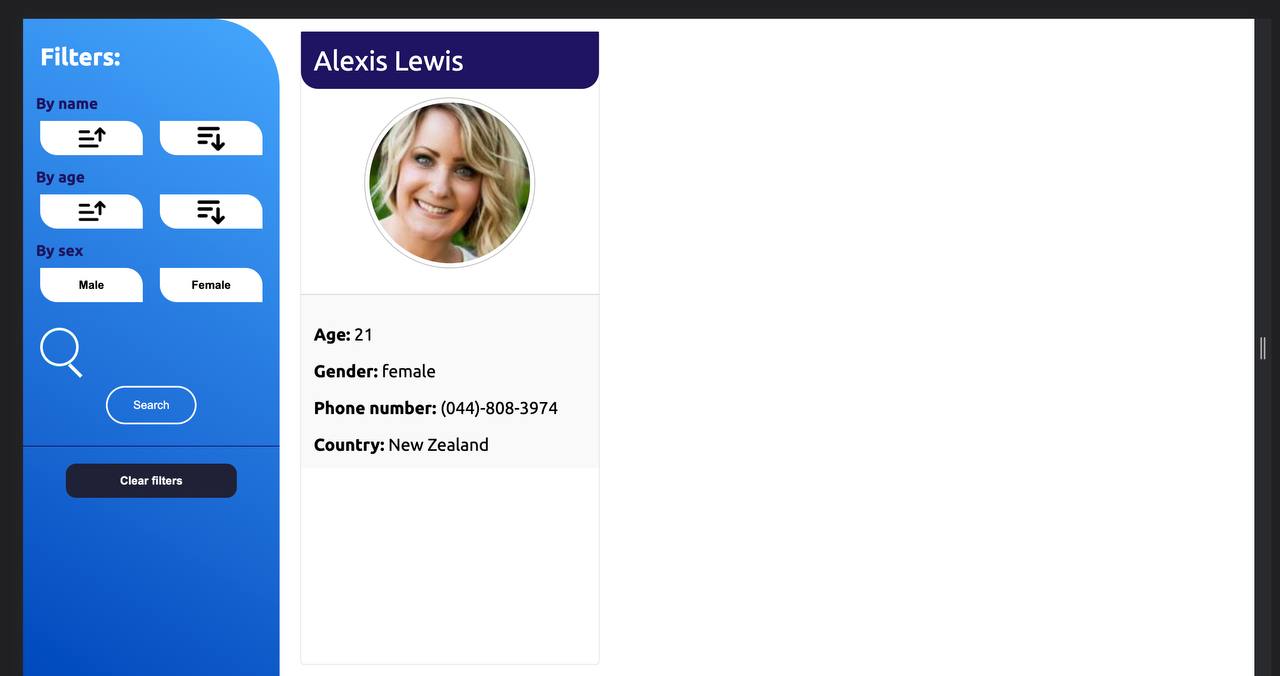 Filters:
By name
By age
By sex
Male Female
Search
Clear filters
Alexis Lewis
Age: 21
Gender: female
Phone number: (044)-808-3974
Country: New Zealand